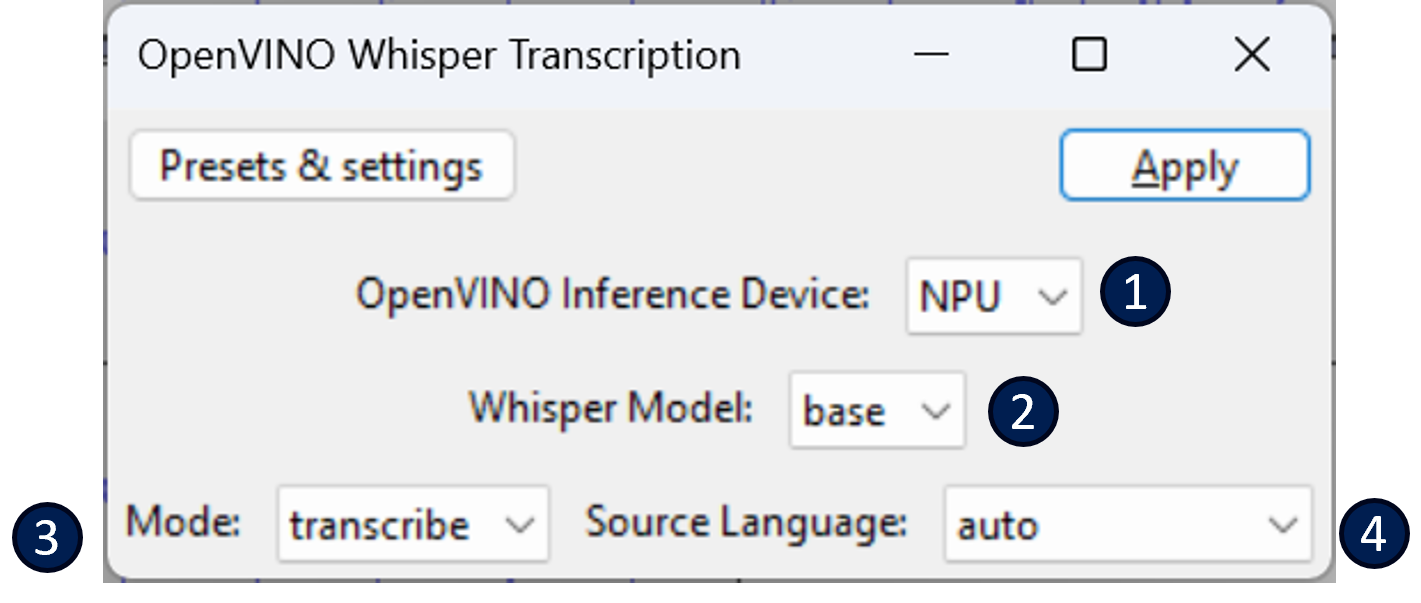 OpenVINO Whisper Transcription
Presets & settings Apply
OpenVINO Inference Device: NPU 1
Whisper Model: base 2
3 Mode: transcribe Source Language: auto 4